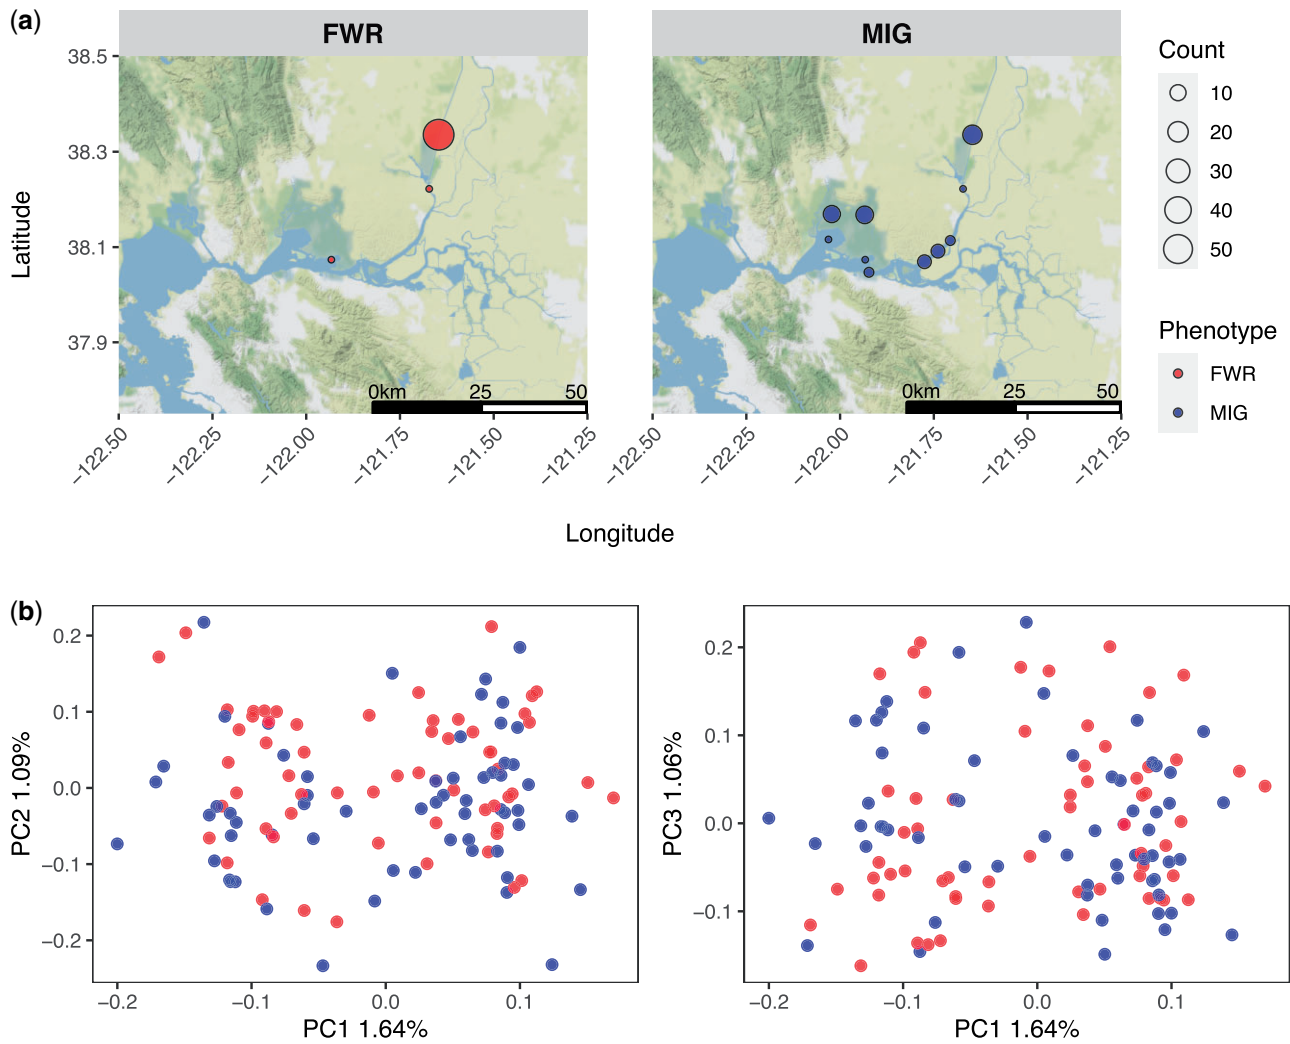 (a)
FWR
MIG
38.5
38.3
38.1
37.9
Latitude
0km 25 50
0km 25 50
−122.50
−122.25
−122.00
−121.75
−121.50
−121.25
−122.50
−122.25
−122.00
−121.75
−121.50
−121.25
Longitude
Count
10
20
30
40
50
Phenotype
FWR
MIG
(b)
PC2 1.09%
0.2
0.1
0.0
−0.1
−0.2
−0.2
−0.1
0.0
0.1
PC1 1.64%
PC3 1.06%
0.2
0.1
0.0
−0.1
−0.2
−0.1
0.0
0.1
PC1 1.64%